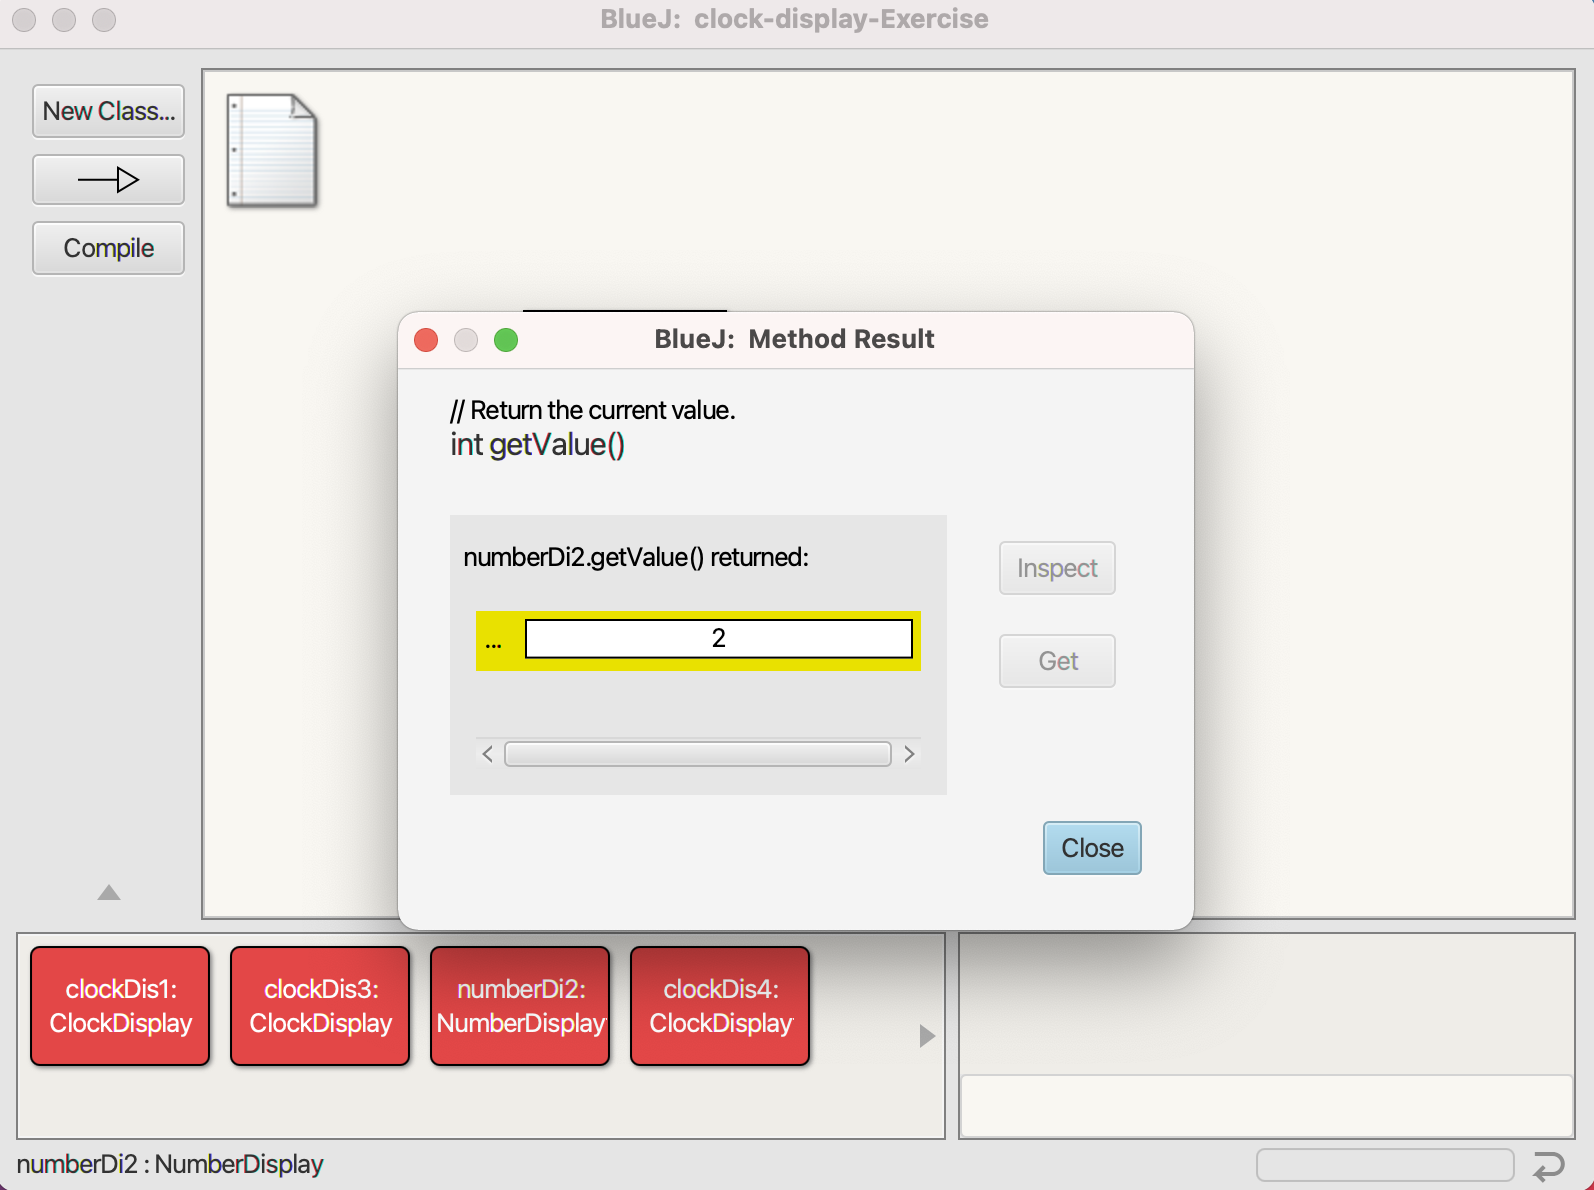 BlueJ: clock-display-Exercise
New Class...
Compile
BlueJ: Method Result
// Return the current value.
int getValue()
numberDi2.getValue() returned:
... 2
Inspect
Get
Close
clockDis1:
ClockDisplay
clockDis3:
ClockDisplay
numberDi2:
NumberDisplay
clockDis4:
ClockDisplay
numberDi2 : NumberDisplay